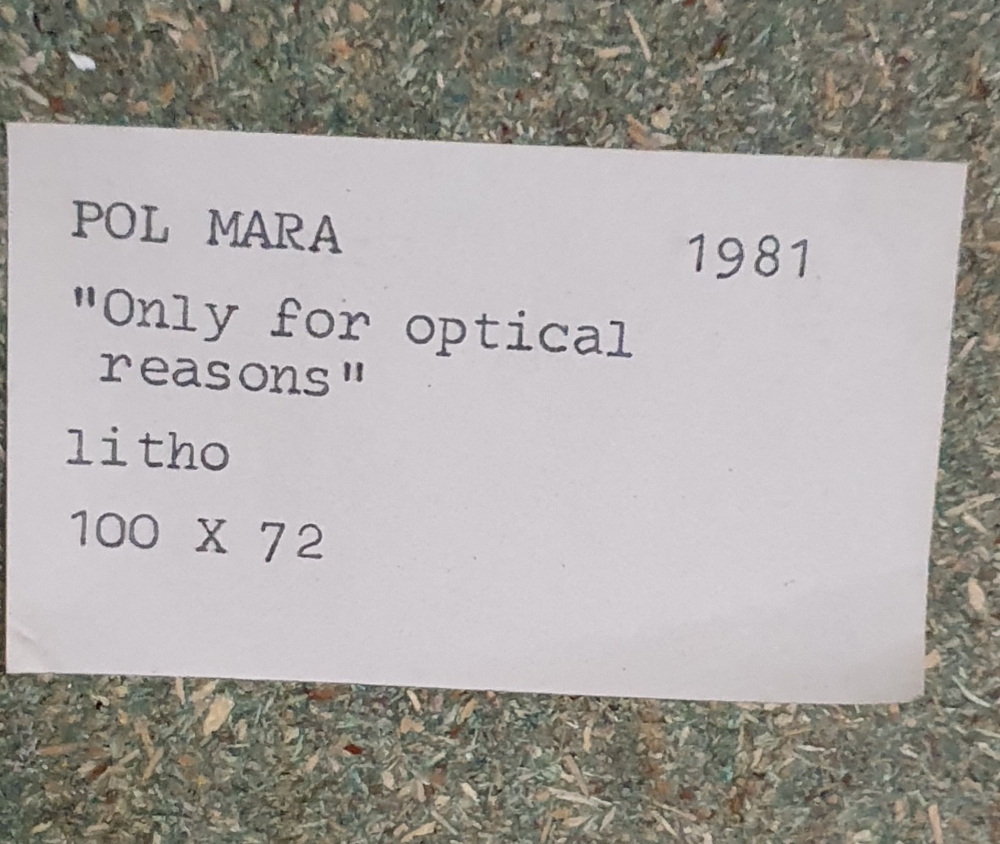 POL MARA 1981
"Only for optical
reasons"
litho
100 X 72